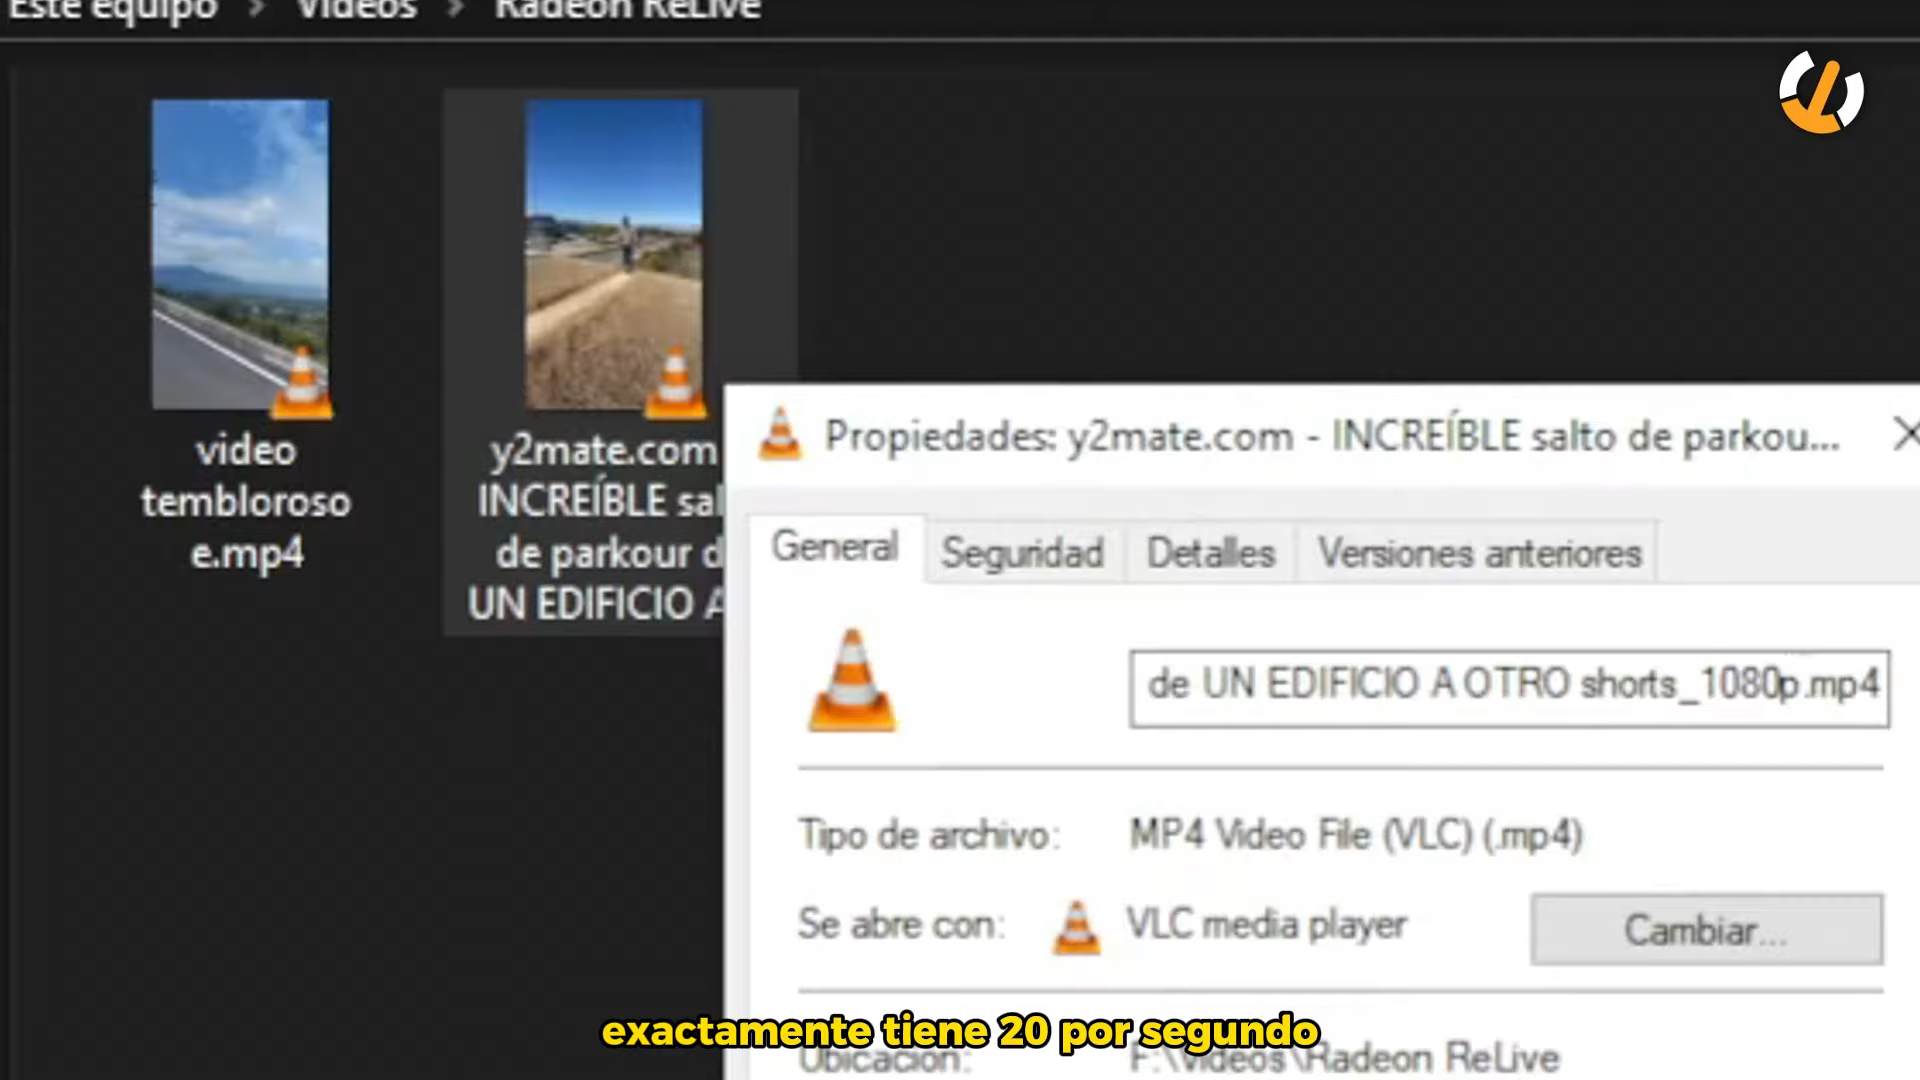 Este equipo > Vídeos > Radeon ReLive
video
tembloroso
e.mp4
y2mate.com
INCREÍBLE sal
de parkour d
UN EDIFICIO A
Propiedades: y2mate.com - INCREÍBLE salto de parkou...
General
Seguridad
Detalles
Versiones anteriores
de UN EDIFICIO A OTRO shorts_1080p.mp4
Tipo de archivo: MP4 Video File (VLC) (.mp4)
Se abre con: VLC media player
Cambiar...
exactamente tiene 20 por segundo
Ubicación: F:\Videos\Radeon ReLive